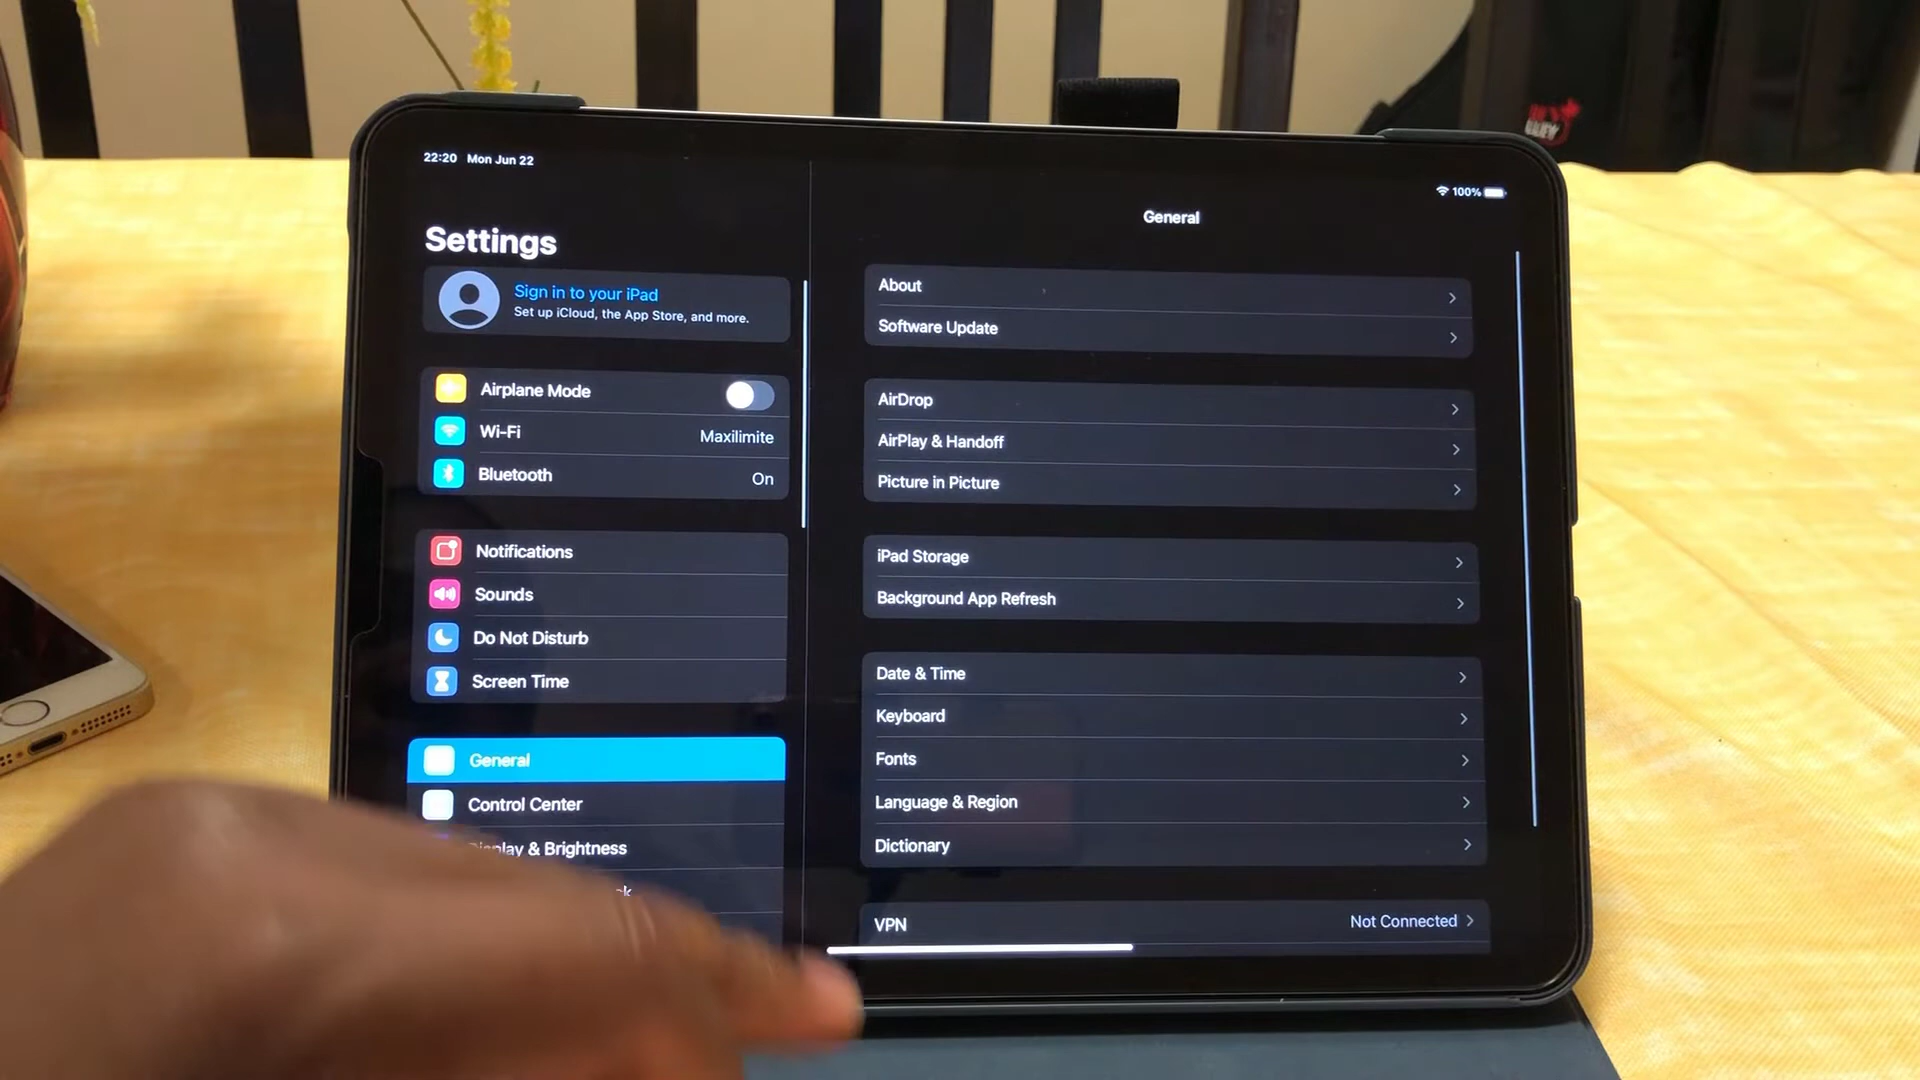 22:20 Mon Jun 22
100%
Settings
Sign in to your iPad
Set up iCloud, the App Store, and more.
Airplane Mode
Wi-Fi Maxilimite
Bluetooth On
Notifications
Sounds
Do Not Disturb
Screen Time
General
Control Center
Display & Brightness
General
About
Software Update
AirDrop
AirPlay & Handoff
Picture in Picture
iPad Storage
Background App Refresh
Date & Time
Keyboard
Fonts
Language & Region
Dictionary
VPN Not Connected